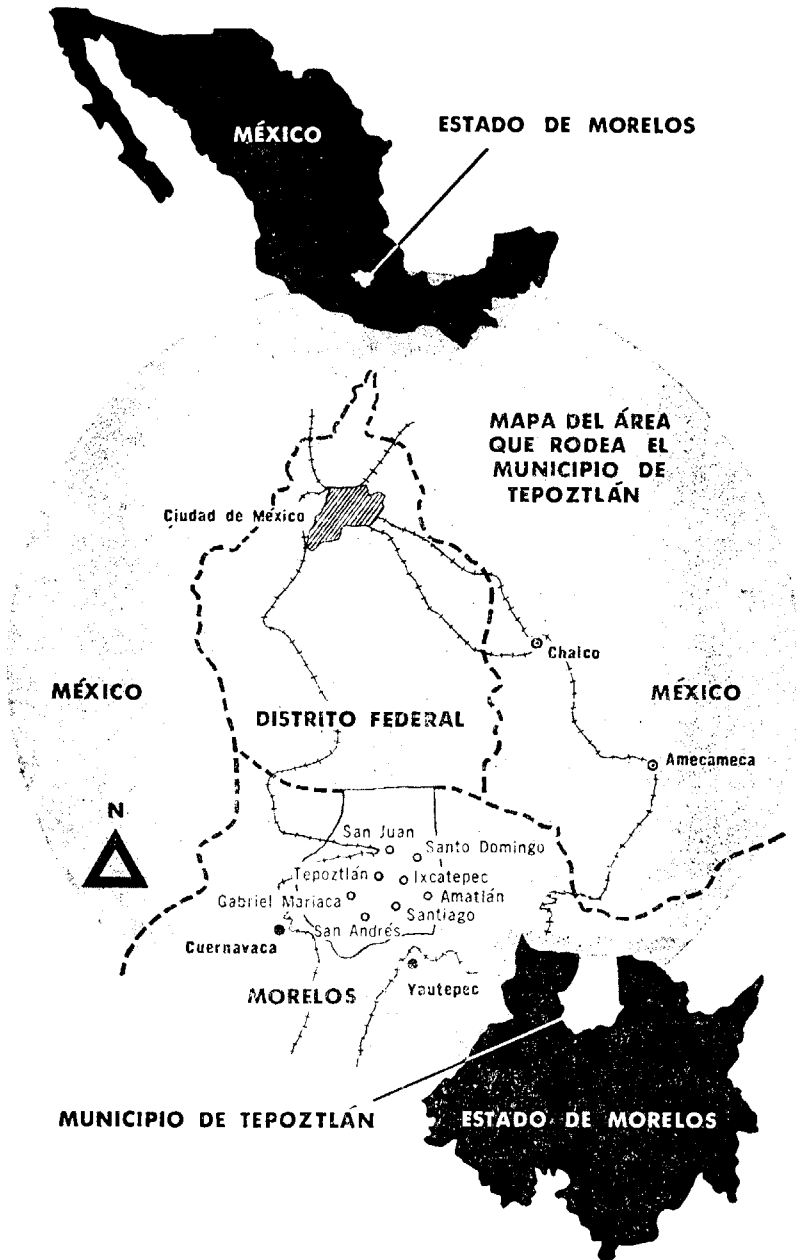 MÉXICO
ESTADO DE MORELOS
MAPA DEL ÁREA
QUE RODEA EL
MUNICIPIO DE
TEPOZTLÁN
Ciudad de México
Chalco
MÉXICO
MÉXICO
DISTRITO FEDERAL
Amecameca
N
San Juan
Santo Domingo
Tepoztlán
Ixcatepec
Gabriel Mariaca
Amatlán
Santiago
San Andrés
Cuernavaca
Yautepec
MORELOS
MUNICIPIO DE TEPOZTLÁN
ESTADO DE MORELOS